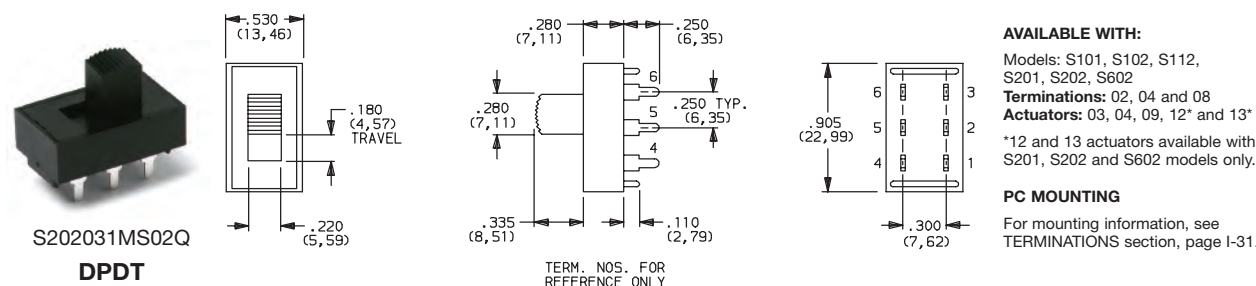 S202031MS02Q
DPDT
.530
(13,46)
.180
(4,57)
TRAVEL
.220
(5,59)
.280
(7,11)
.250
(6,35)
.280
(7,11)
6
5
4
.250 TYP.
(6,35)
.335
(8,51)
.110
(2,79)
TERM. NOS. FOR
REFERENCE ONLY
.905
(22,99)
6
5
4
3
2
1
.300
(7,62)
AVAILABLE WITH:
Models: S101, S102, S112,
S201, S202, S602
Terminations: 02, 04 and 08
Actuators: 03, 04, 09, 12* and 13*
*12 and 13 actuators available with
S201, S202 and S602 models only.
PC MOUNTING
For mounting information, see
TERMINATIONS section, page I-31.